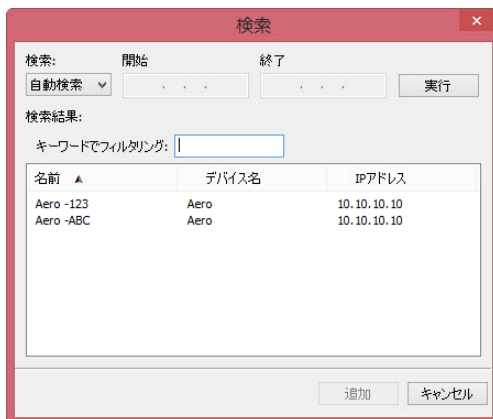 検索
検索: 開始 終了
自動検索 . . . . . . 実行
検索結果:
キーワードでフィルタリング:
名前 デバイス名 IPアドレス
Aero -123 Aero 10.10.10.10
Aero -ABC Aero 10.10.10.10
追加 キャンセル